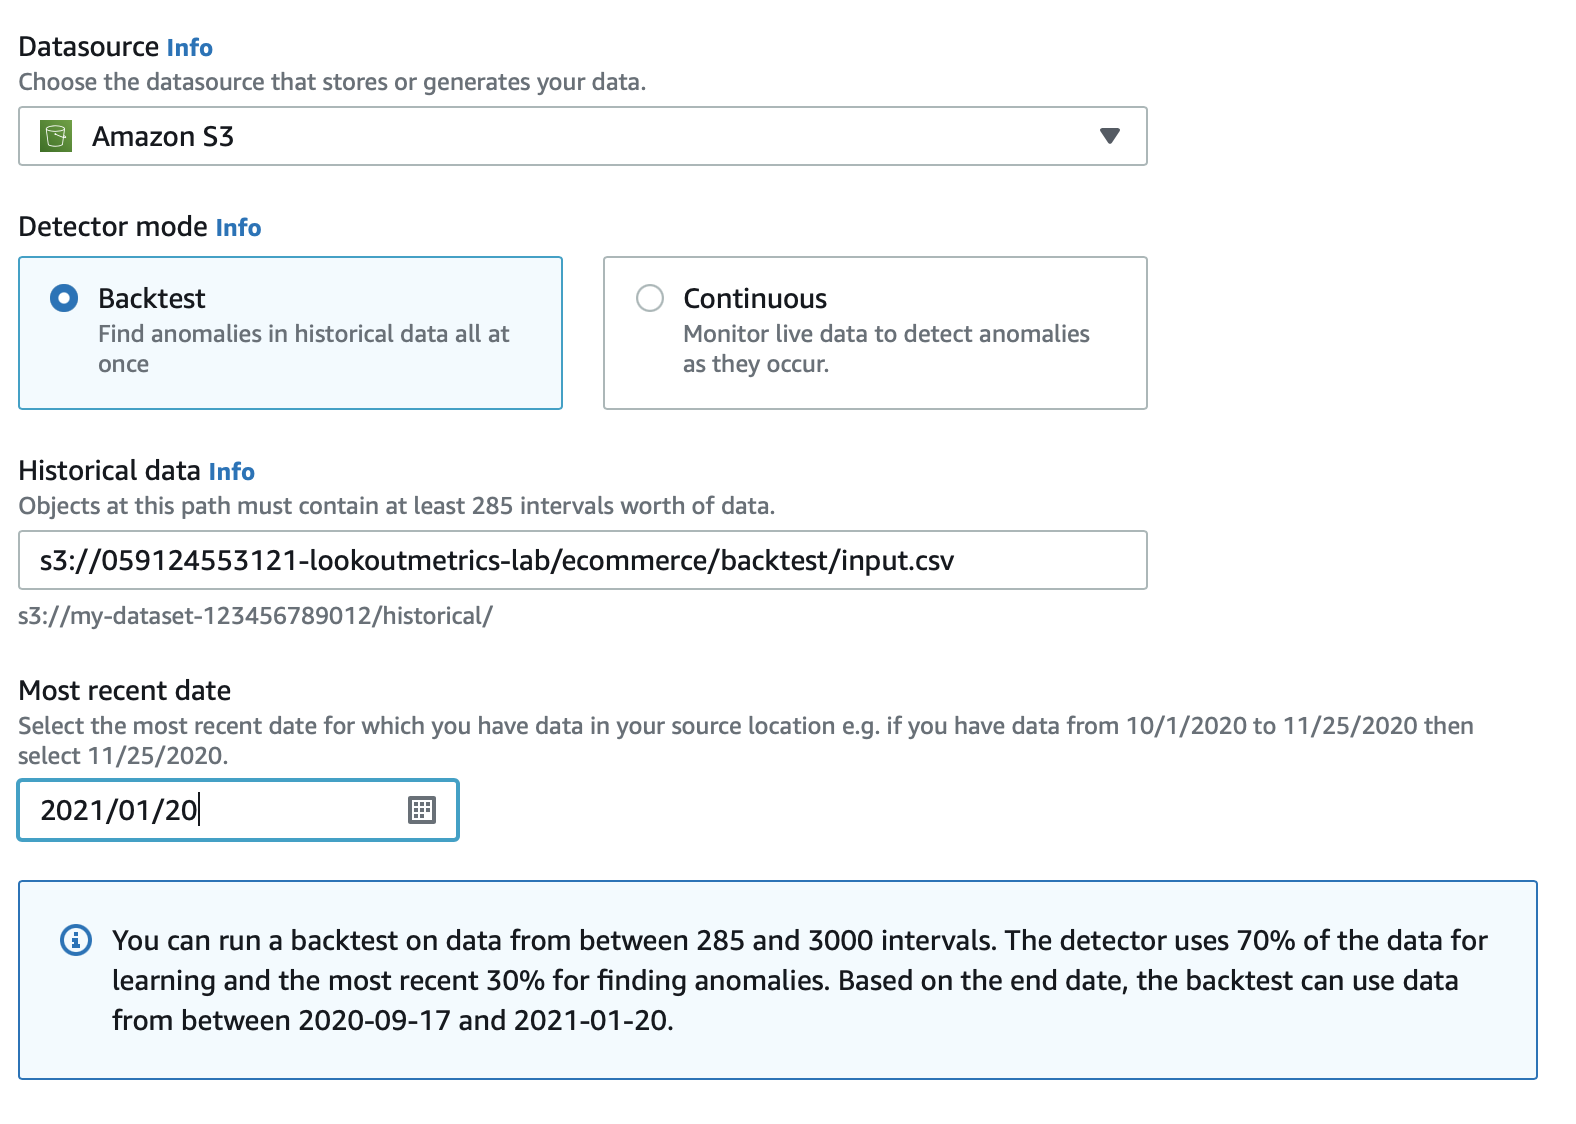 Datasource Info
Choose the datasource that stores or generates your data.
Amazon S3
Detector mode Info
Backtest
Find anomalies in historical data all at
once
Continuous
Monitor live data to detect anomalies
as they occur.
Historical data Info
Objects at this path must contain at least 285 intervals worth of data.
s3://059124553121-lookoutmetrics-lab/ecommerce/backtest/input.csv
s3://my-dataset-123456789012/historical/
Most recent date
Select the most recent date for which you have data in your source location e.g. if you have data from 10/1/2020 to 11/25/2020 then
select 11/25/2020.
2021/01/20
You can run a backtest on data from between 285 and 3000 intervals. The detector uses 70% of the data for
learning and the most recent 30% for finding anomalies. Based on the end date, the backtest can use data
from between 2020-09-17 and 2021-01-20.